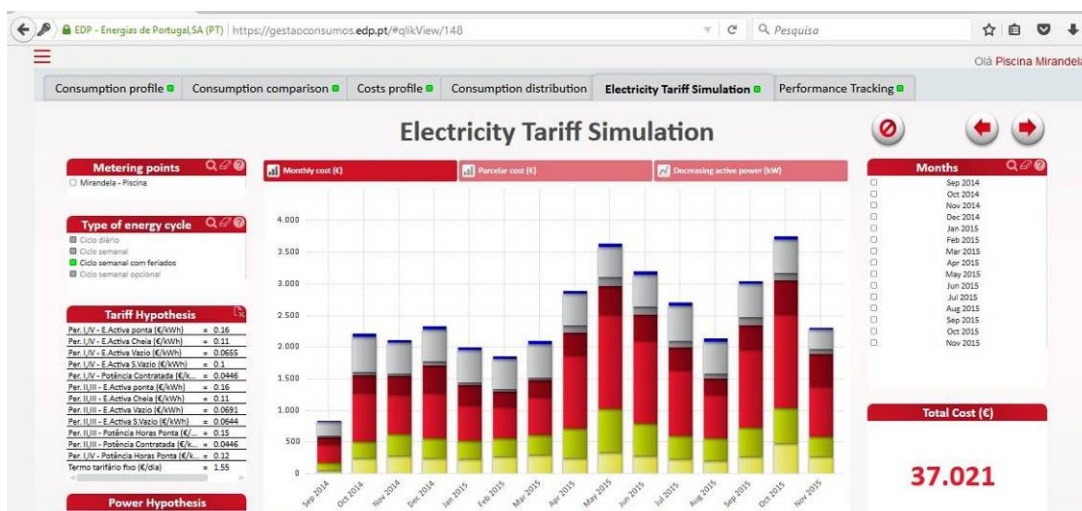 EDP - Energias de Portugal,SA (PT) https://gestaoconsumos.edp.pt/#qlikView/148 Pesquisa
Olá Piscina Mirandela
Consumption profile Consumption comparison Costs profile Consumption distribution Electricity Tariff Simulation Performance Tracking
Electricity Tariff Simulation
Metering points
Mirandela - Piscina
Type of energy cycle
Ciclo diário
Ciclo semanal
Ciclo semanal com feriados
Ciclo semanal opcional
Tariff Hypothesis
Per. I,IV - E.Activa ponta (€/kWh) = 0.16
Per. I,IV - E.Activa Cheia (€/kWh) = 0.11
Per. I,IV - E.Activa Vazio (€/kWh) = 0.0655
Per. I,IV - E.Activa S.Vazio (€/kWh) = 0.1
Per. I,IV - Potência Contratada (€/k... = 0.0446
Per. II,III - E.Activa ponta (€/kWh) = 0.16
Per. II,III - E.Activa Cheia (€/kWh) = 0.11
Per. II,III - E.Activa Vazio (€/kWh) = 0.0691
Per. II,III - E.Activa S.Vazio (€/kWh) = 0.0644
Per. II,III - Potência Horas Ponta (€/... = 0.15
Per. II,III - Potência Contratada (€/k... = 0.0446
Per. I,IV - Potência Horas Ponta (€/k... = 0.12
Termo tarifário fixo (€/dia) = 1.55
Power Hypothesis
Monthly cost (€) Parcelar cost (€) Decreasing active power (kW)
4.000
3.500
3.000
2.500
2.000
1.500
1.000
500
0
Sep 2014 Oct 2014 Nov 2014 Dec 2014 Jan 2015 Feb 2015 Mar 2015 Apr 2015 May 2015 Jun 2015 Jul 2015 Aug 2015 Sep 2015 Oct 2015 Nov 2015
Months
Sep 2014
Oct 2014
Nov 2014
Dec 2014
Jan 2015
Feb 2015
Mar 2015
Apr 2015
May 2015
Jun 2015
Jul 2015
Aug 2015
Sep 2015
Oct 2015
Nov 2015
Total Cost (€)
37.021